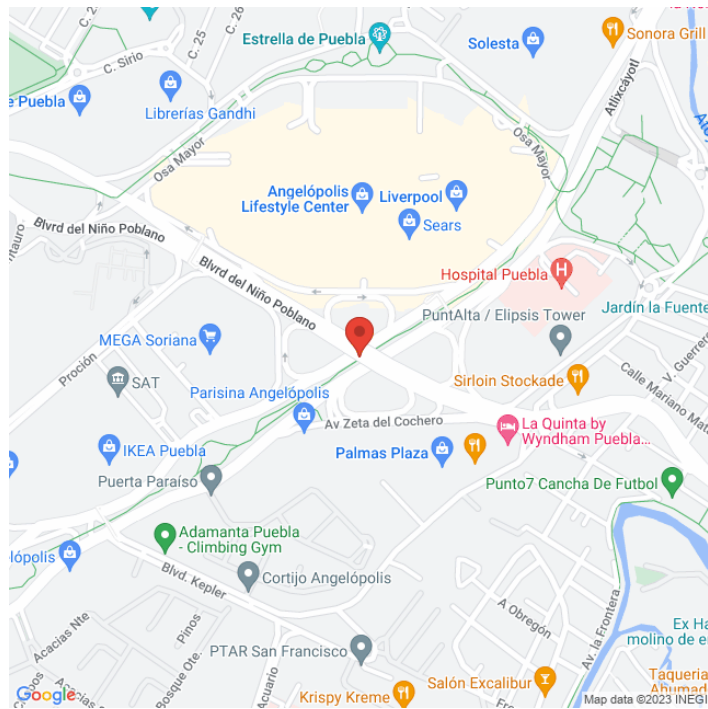 C. Sirio
C. 25
C. 26
Estrella de Puebla
Solesta
Sonora Grill
Atlixcáyotl
e Puebla
Librerías Gandhi
Osa Mayor
Osa Mayor
Angelópolis
Lifestyle Center
Liverpool
Sears
Blvrd del Niño Poblano
Blvrd del Niño Poblano
Hospital Puebla
H
PuntAlta / Elipsis Tower
Jardín la Fuente
V. Guerrero
MEGA Soriana
Proción
SAT
Parisina Angelópolis
Sirloin Stockade
Calle Mariano Mata
Av Zeta del Cochero
La Quinta by
Wyndham Puebla...
IKEA Puebla
Palmas Plaza
Puerta Paraíso
Punto7 Cancha De Futbol
Adamanta Puebla
- Climbing Gym
elópolis
Blvd. Kepler
Cortijo Angelópolis
A Obregón
Av. la Frontera
Acacias Nte
Pinos
Bosque Ote.
PTAR San Francisco
Ex Ha
molino de e
Acuario
Krispy Kreme
Salón Excalibur
Taqueria
Ahumad
Google
Map data ©2023 INEGI